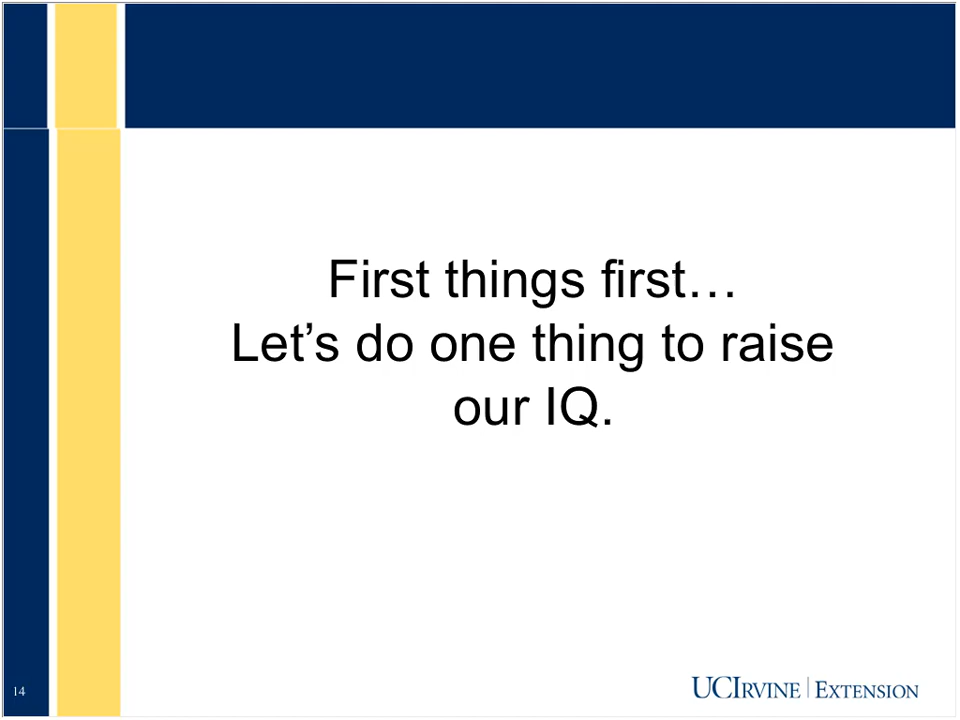 First things first…
Let’s do one thing to raise
our IQ.
14
UCIRVINE | EXTENSION